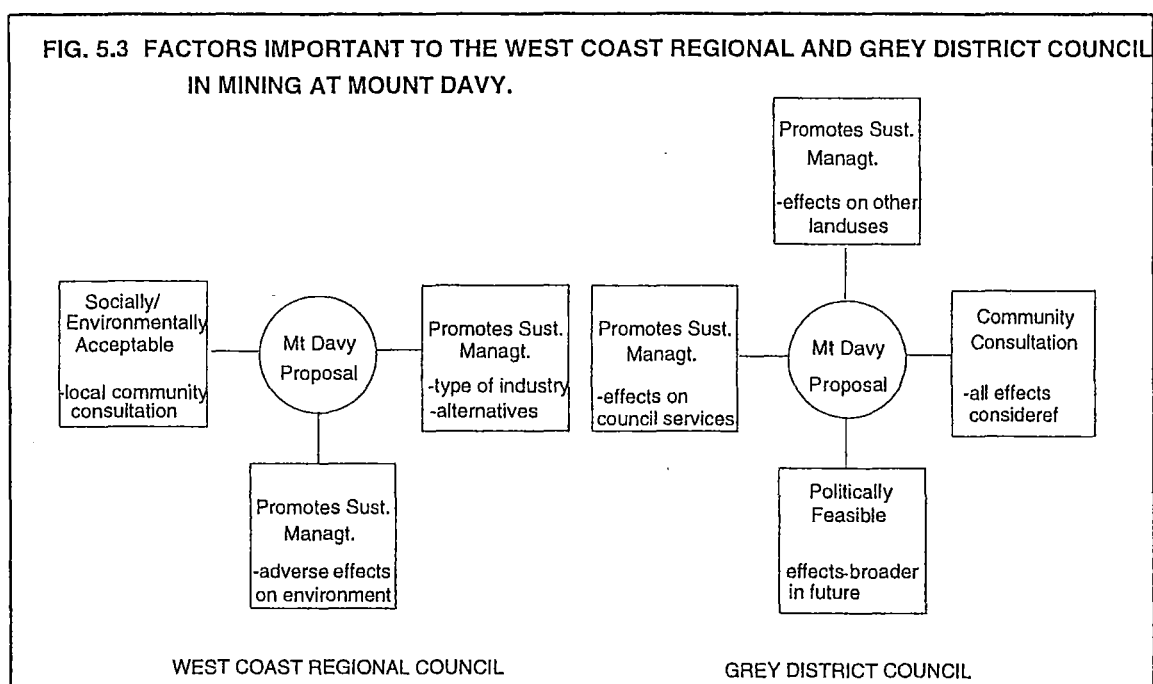 FIG. 5.3 FACTORS IMPORTANT TO THE WEST COAST REGIONAL AND GREY DISTRICT COUNCIL
IN MINING AT MOUNT DAVY.
Socially/
Environmentally
Acceptable
-local community
consultation
Mt Davy
Proposal
Promotes Sust.
Managt.
-type of industry
-alternatives
Promotes Sust.
Managt.
-adverse effects
on environment
WEST COAST REGIONAL COUNCIL
Promotes Sust.
Managt.
-effects on other
landuses
Promotes Sust.
Managt.
-effects on
council services
Mt Davy
Proposal
Community
Consultation
-all effects
consideref
Politically
Feasible
effects-broader
in future
GREY DISTRICT COUNCIL